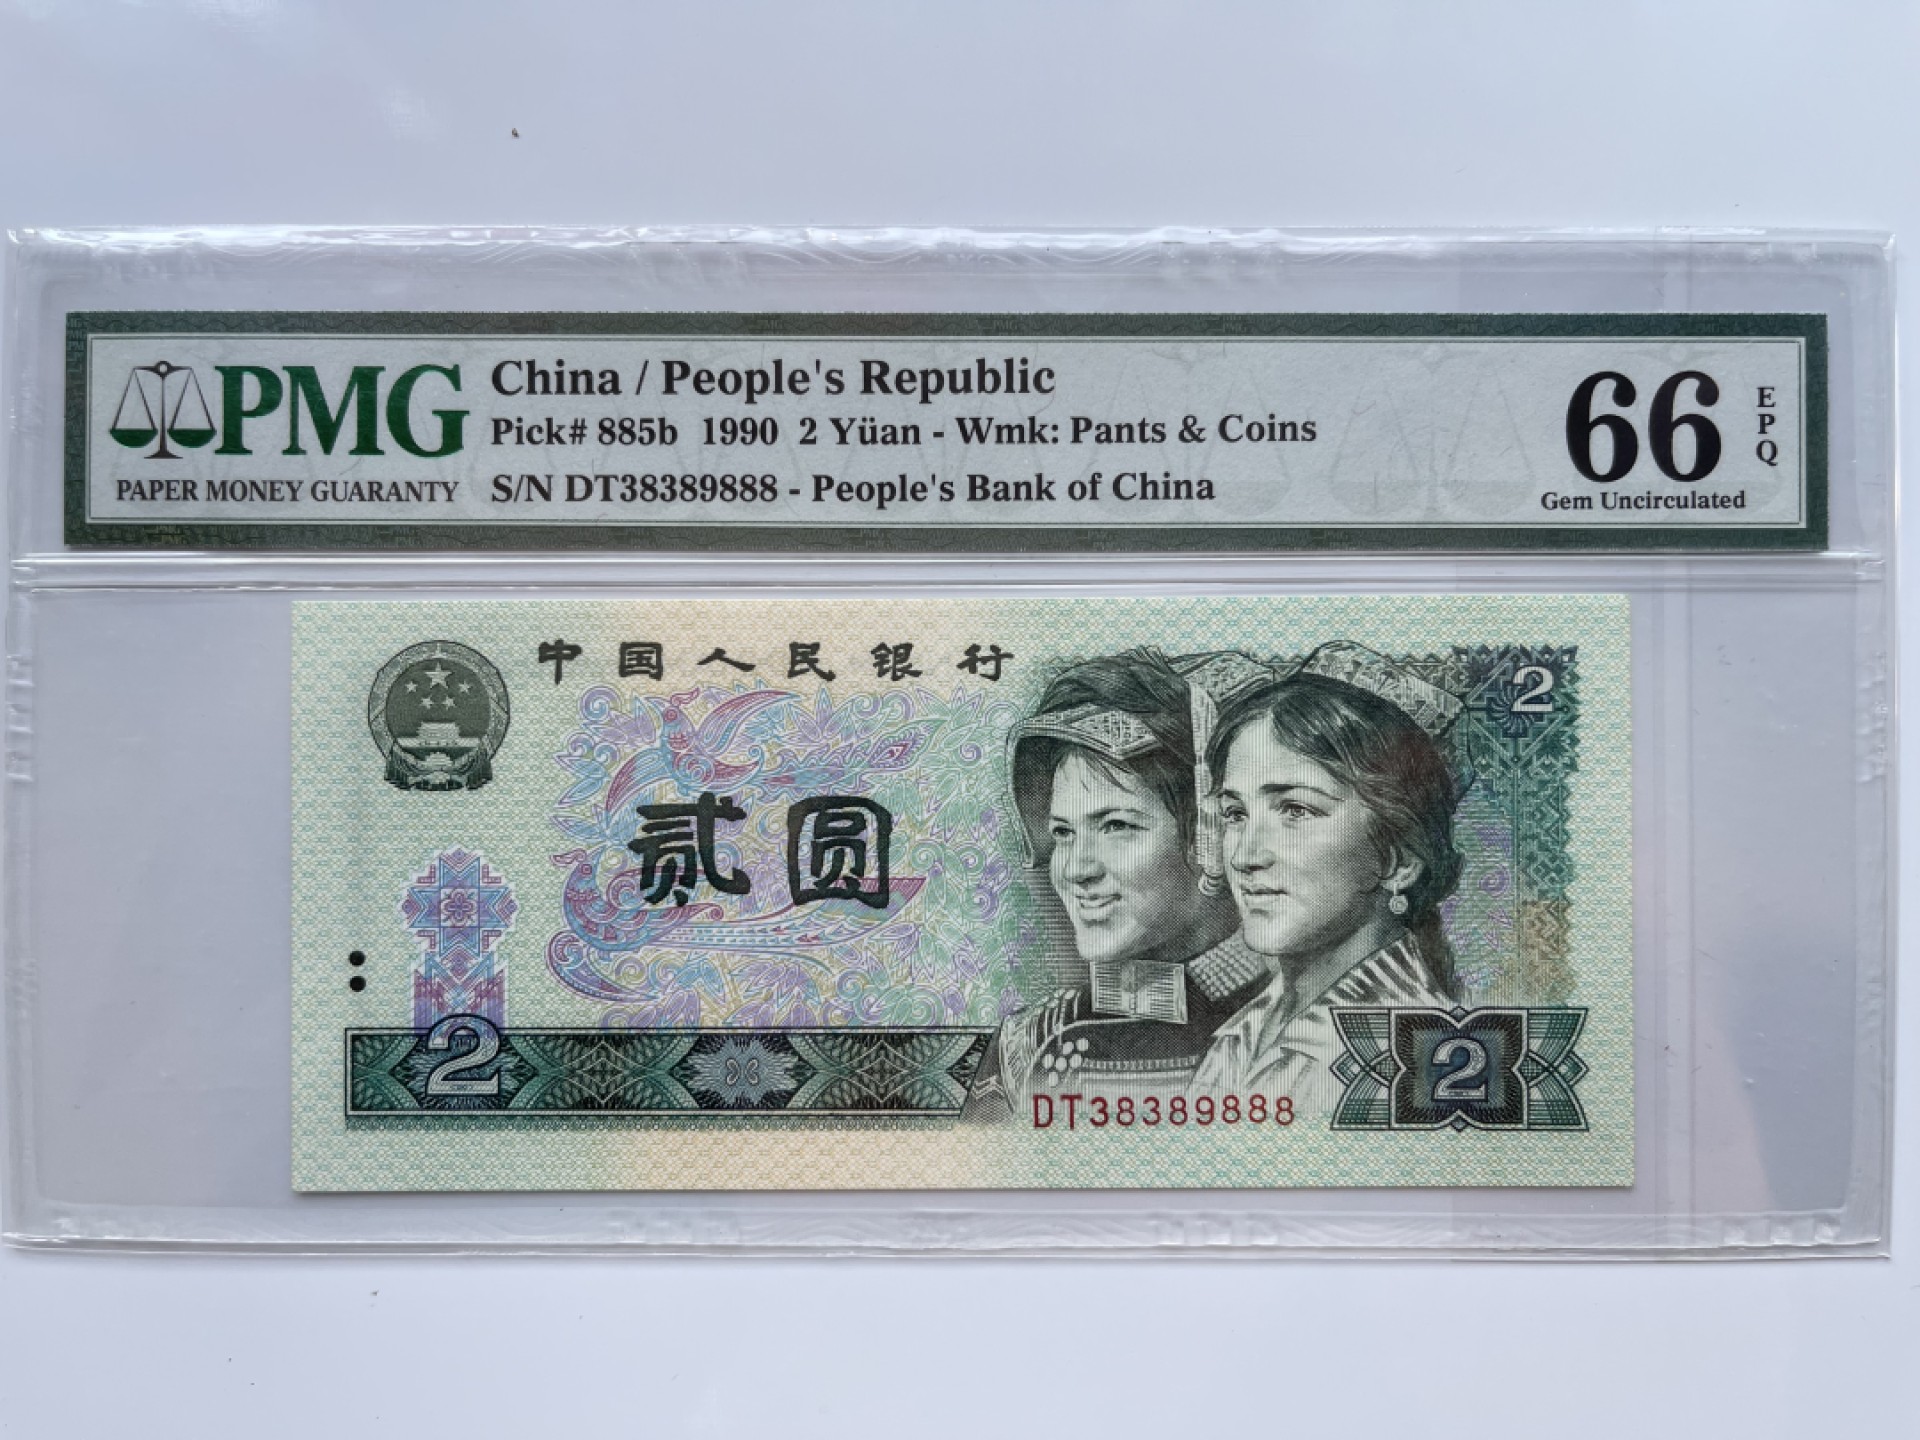 PMG
PAPER MONEY GUARANTY
China / People's Republic
Pick# 885b 1990 2 Yüan - Wmk: Pants & Coins
S/N DT38389888 - People's Bank of China
66
EPQ
Gem Uncirculated
中国人民银行
2
贰圆
2
2
DT38389888